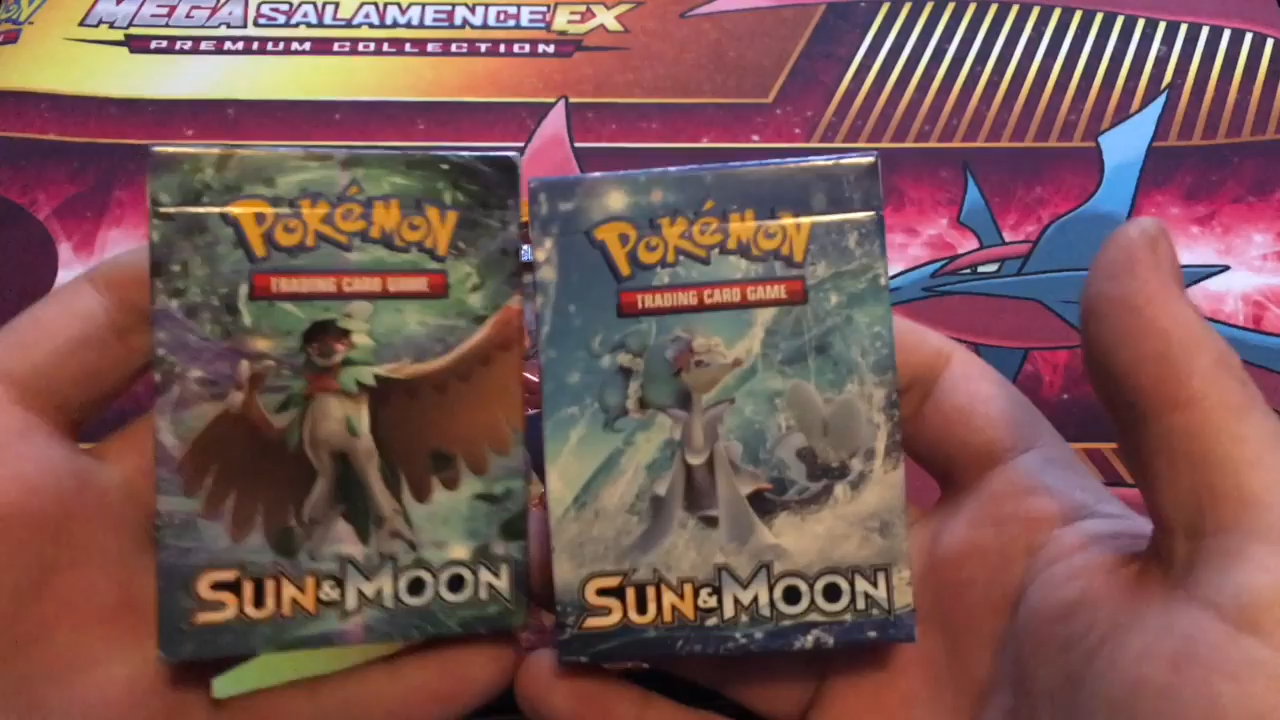 MEGA SALAMENCE EX
PREMIUM COLLECTION
POKéMON
TRADING CARD GAME
SUN & MOON
POKéMON
TRADING CARD GAME
SUN & MOON